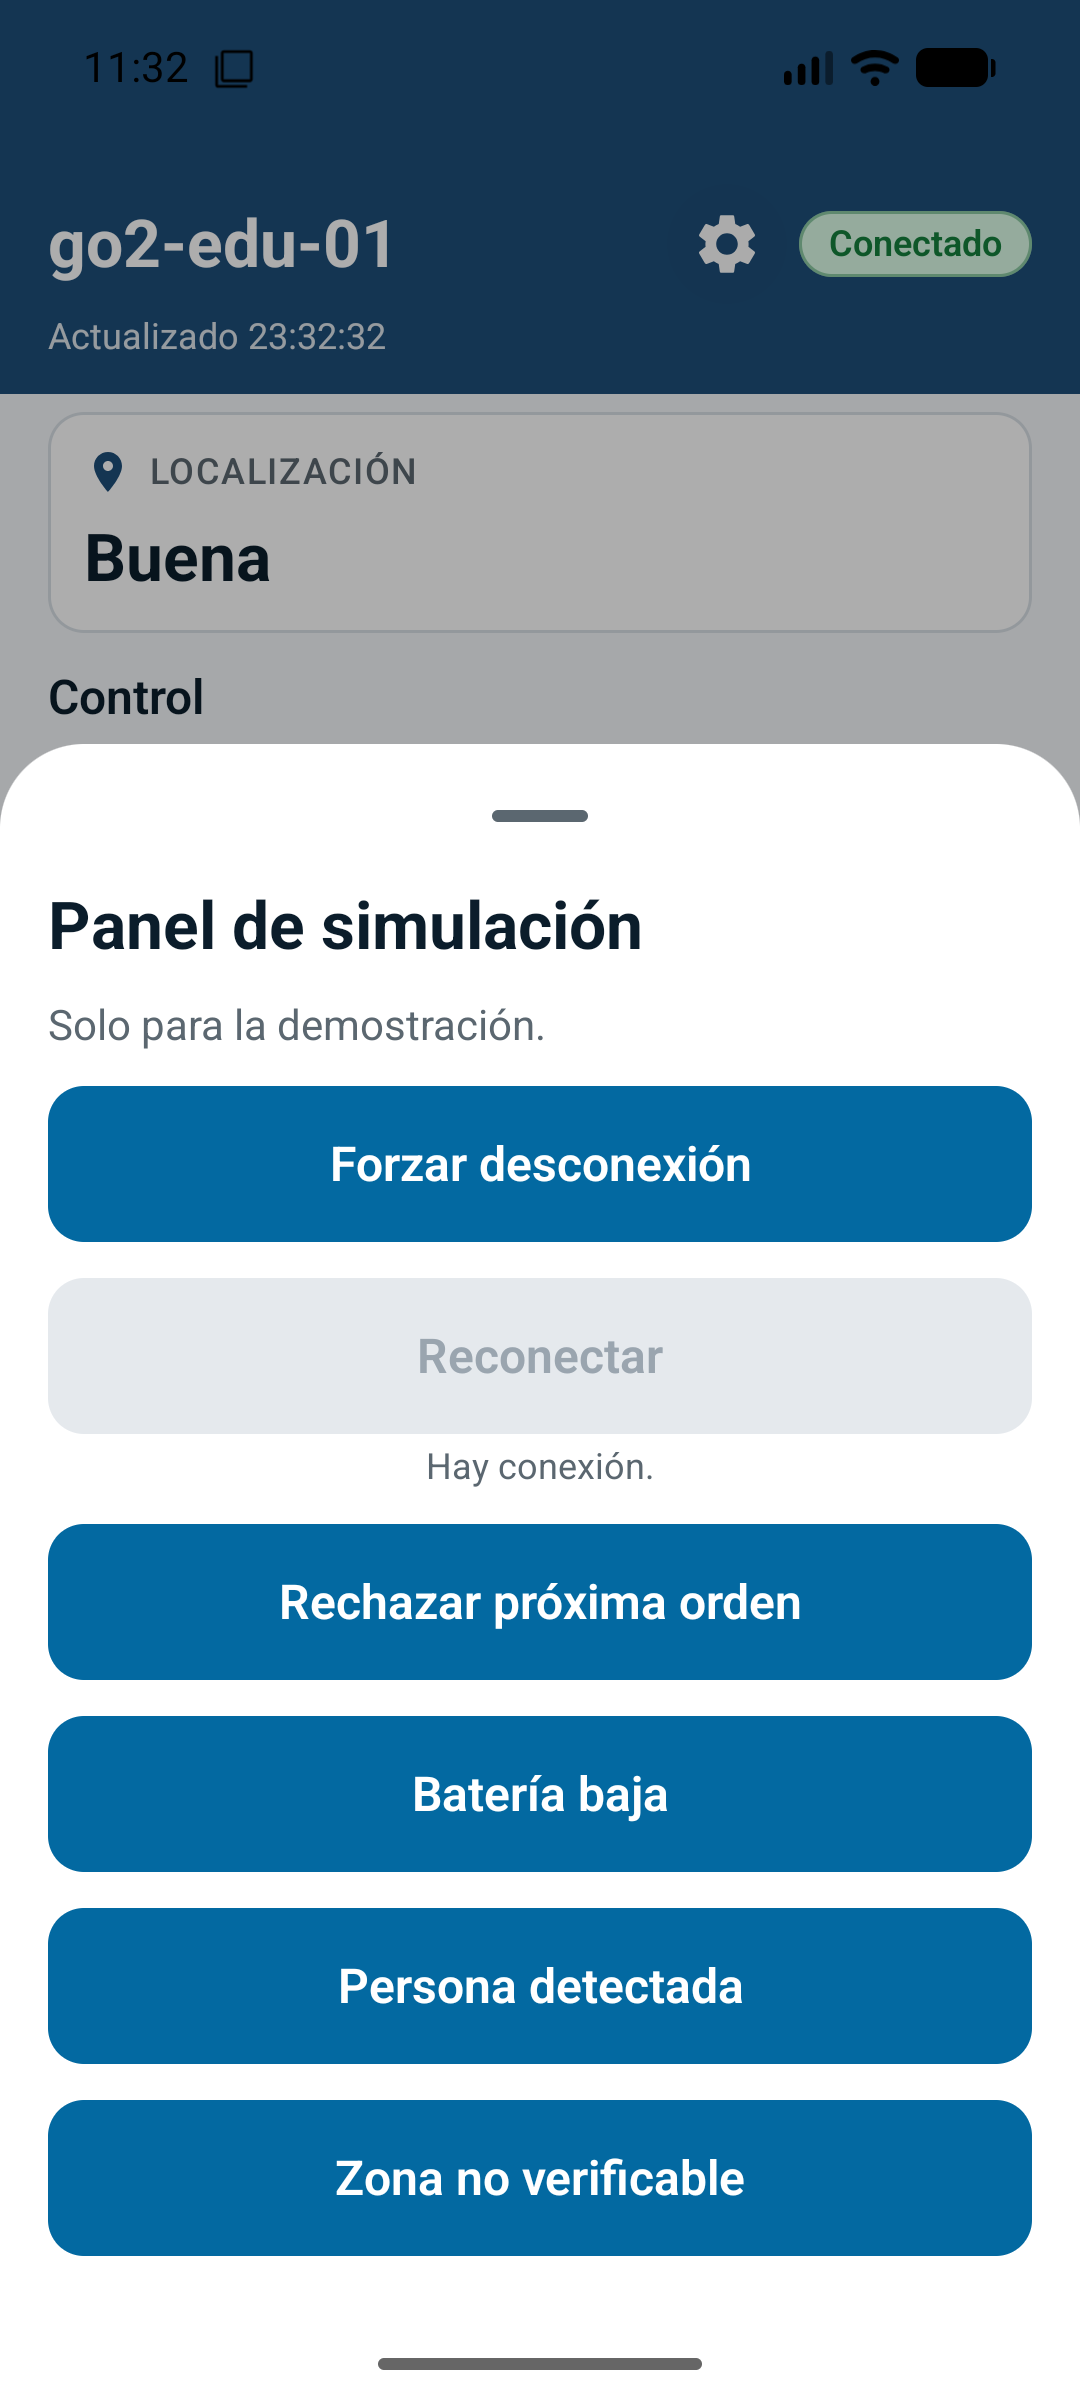 11:32
go2-edu-01
Conectado
Actualizado 23:32:32
LOCALIZACIÓN
Buena
Control
Panel de simulación
Solo para la demostración.
Forzar desconexión
Reconectar
Hay conexión.
Rechazar próxima orden
Batería baja
Persona detectada
Zona no verificable